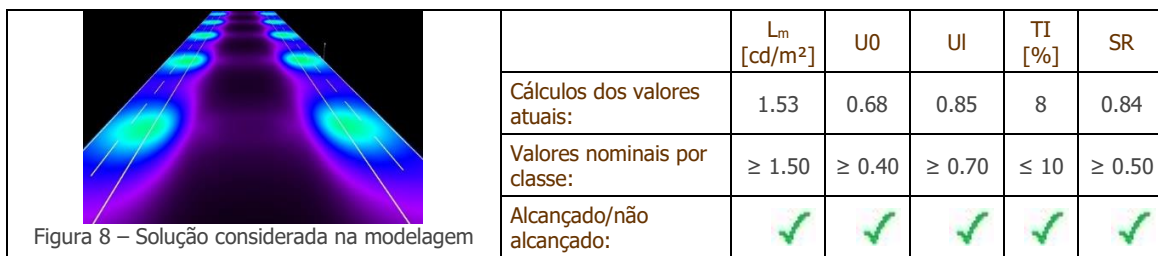 Lm [cd/m²] U0 Ul TI [%] SR
Cálculos dos valores atuais: 1.53 0.68 0.85 8 0.84
Valores nominais por classe: ≥ 1.50 ≥ 0.40 ≥ 0.70 ≤ 10 ≥ 0.50
Alcançado/não alcançado:
Figura 8 – Solução considerada na modelagem